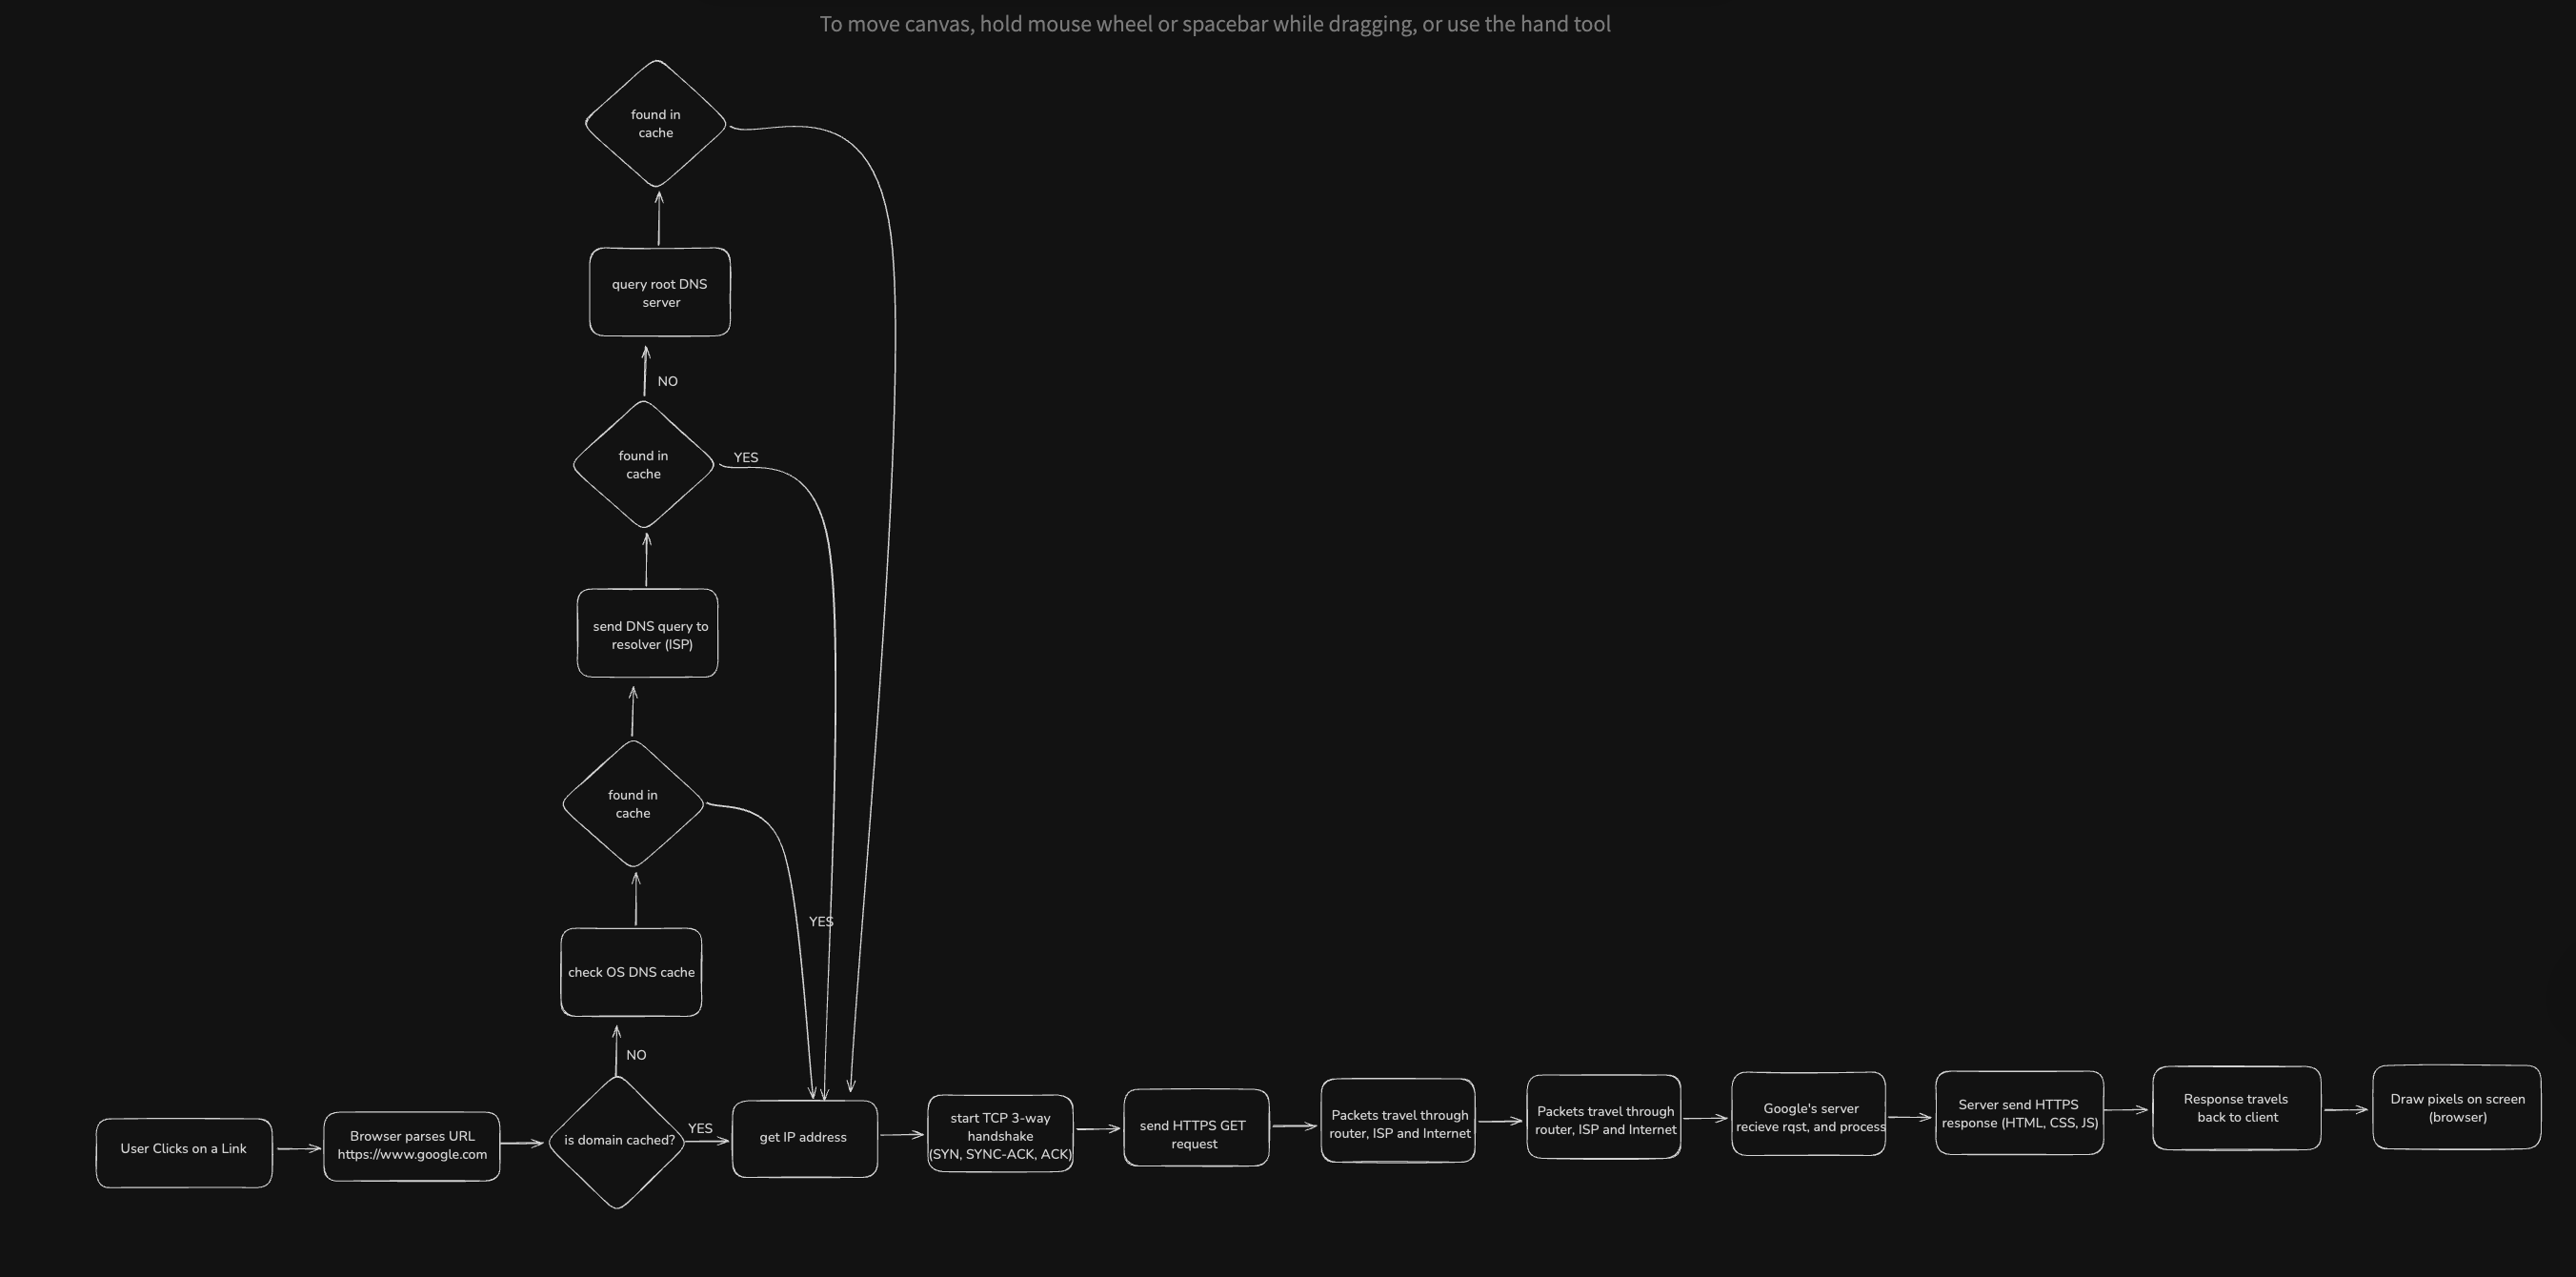 To move canvas, hold mouse wheel or spacebar while dragging, or use the hand tool
found in
cache
query root DNS
server
NO
found in
cache
YES
send DNS query to
resolver (ISP)
found in
cache
YES
check OS DNS cache
NO
User Clicks on a Link
Browser parses URL
https://www.google.com
is domain cached?
YES
get IP address
start TCP 3-way
handshake
(SYN, SYNC-ACK, ACK)
send HTTPS GET
request
Packets travel through
router, ISP and Internet
Packets travel through
router, ISP and Internet
Google's server
recieve rqst, and process
Server send HTTPS
response (HTML, CSS, JS)
Response travels
back to client
Draw pixels on screen
(browser)